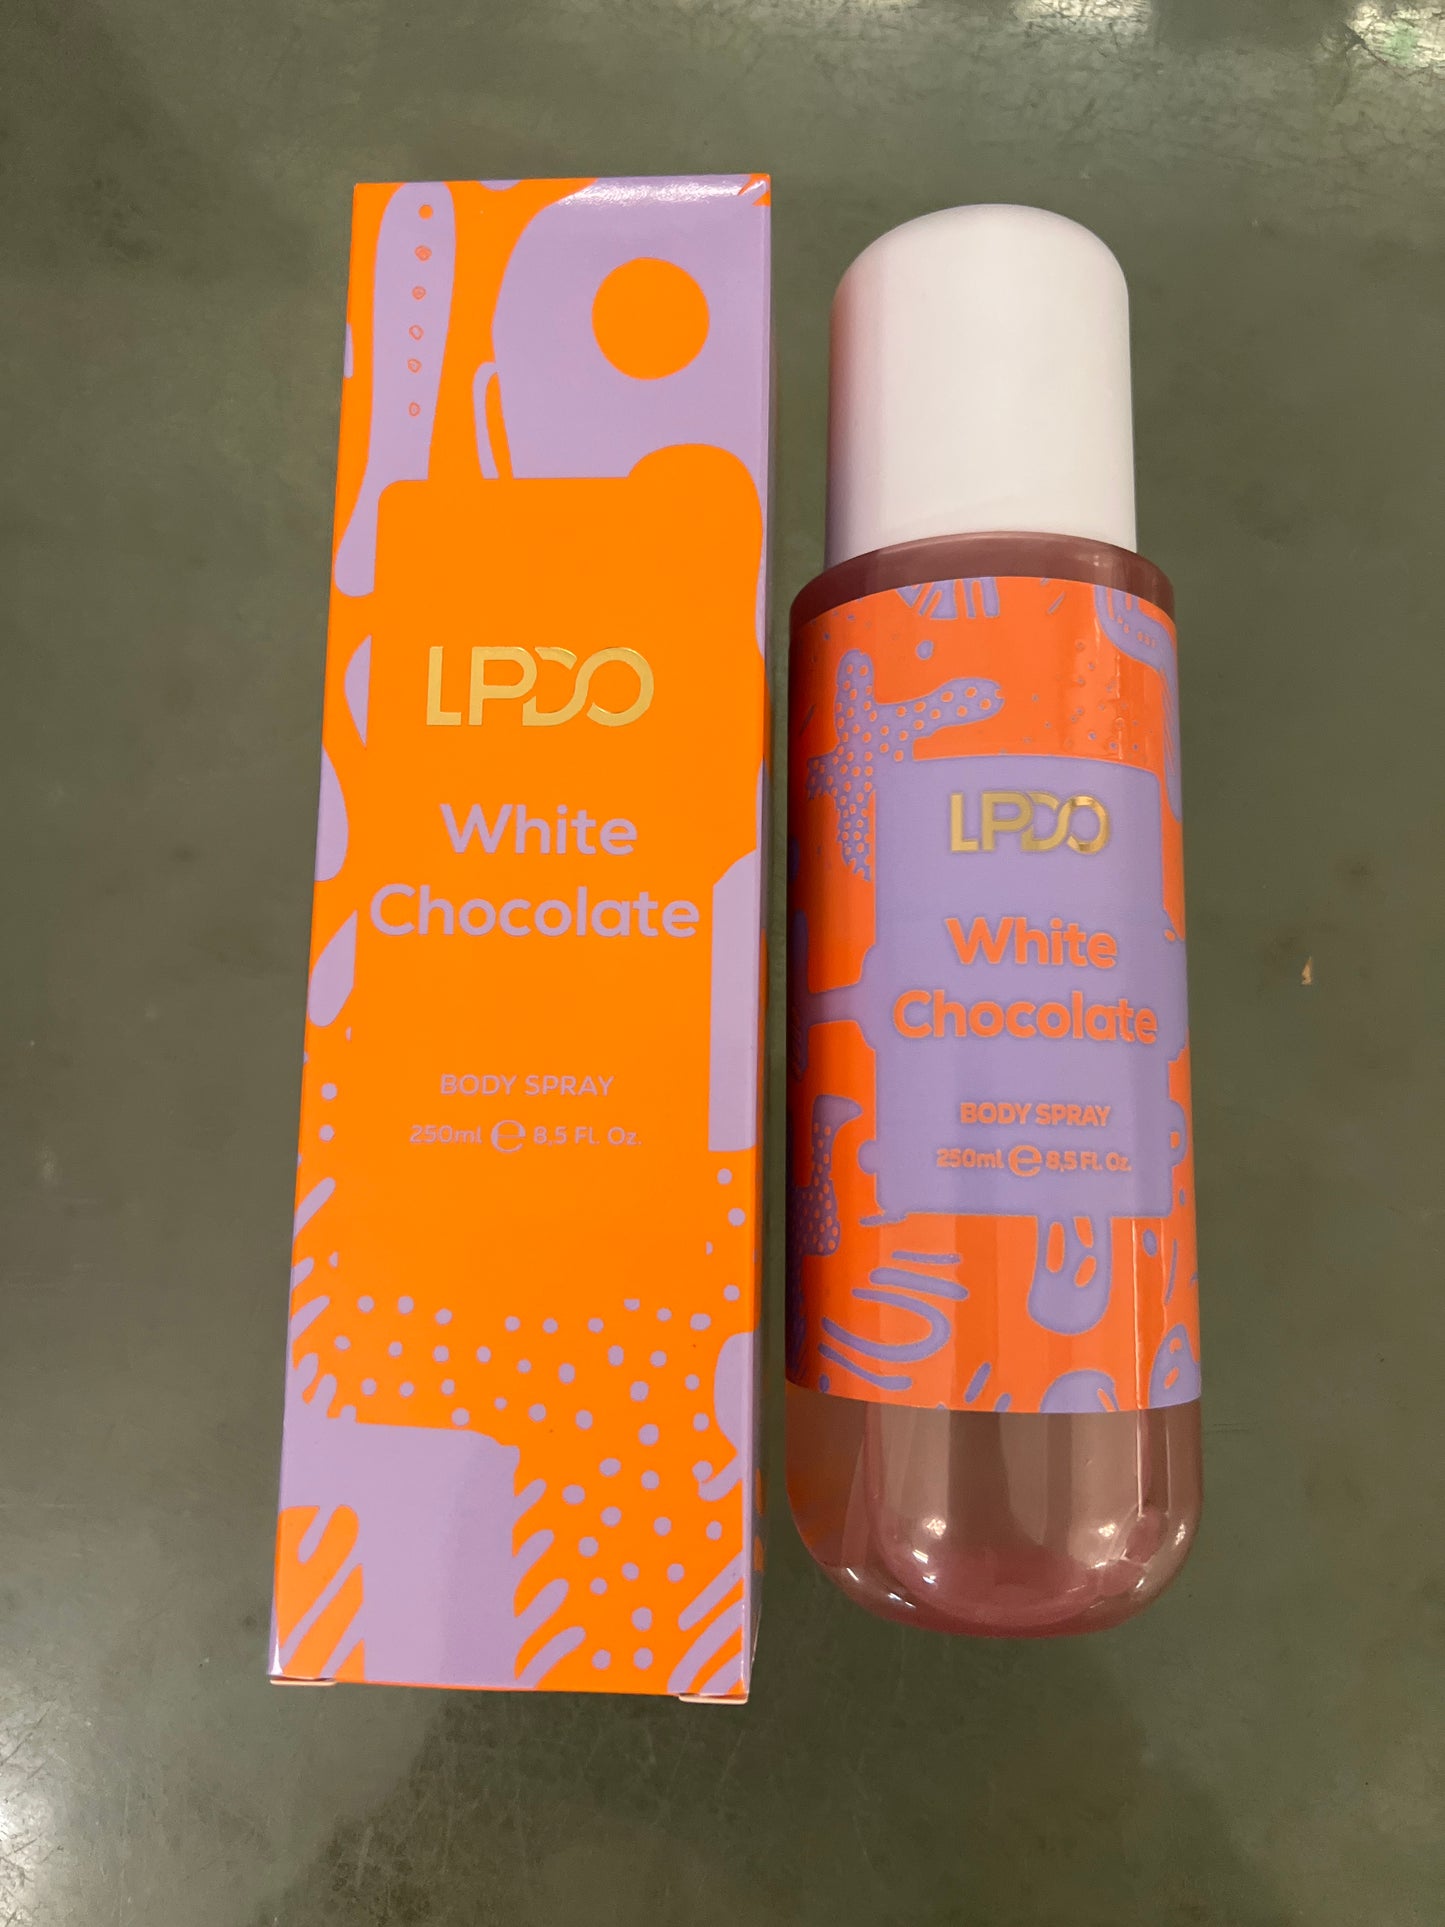 LPDO
White
Chocolate
BODY SPRAY
250ml ℮ 8,5 Fl. Oz.
LPDO
White
Chocolate
BODY SPRAY
250ml ℮ 8,5 Fl. Oz.